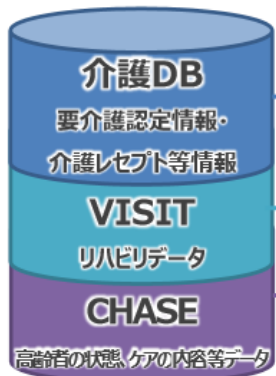 介護DB
要介護認定情報・
介護レセプト等情報
VISIT
リハビリデータ
CHASE
高齢者の状態、ケアの内容等データ